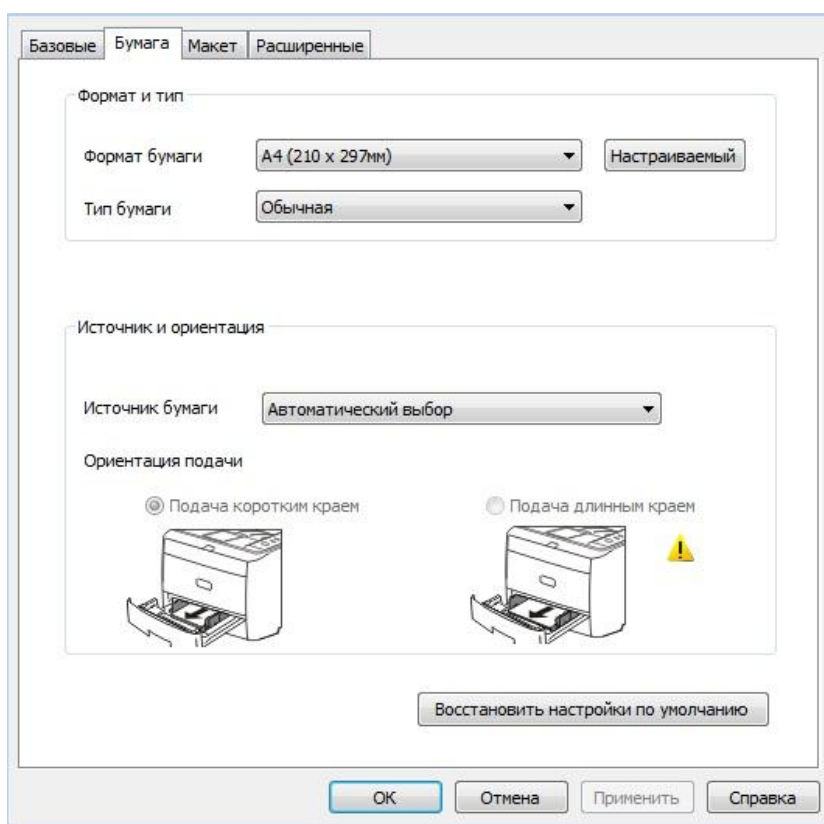 Базовые Бумага Макет Расширенные
Формат и тип
Формат бумаги A4 (210 x 297мм) Настраиваемый
Тип бумаги Обычная
Источник и ориентация
Источник бумаги Автоматический выбор
Ориентация подачи
Подача коротким краем Подача длинным краем
Восстановить настройки по умолчанию
ОК Отмена Применить Справка